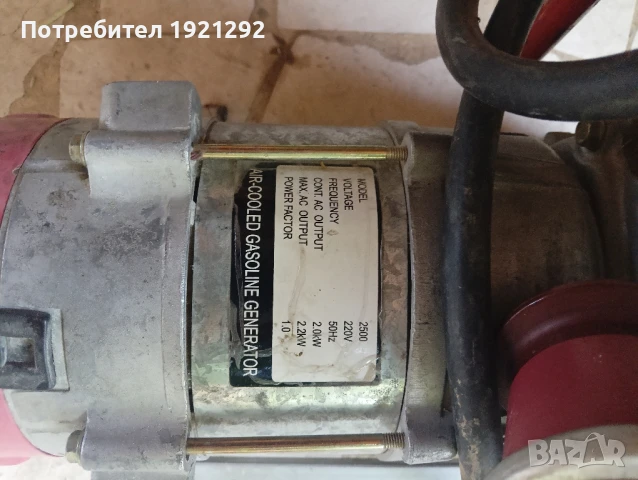 Потребител 1921292
AIR-COOLED GASOLINE GENERATOR
MODEL 2500
VOLTAGE 220V
FREQUENCY 50Hz
CONT. AC OUTPUT 2.0kW
MAX. AC OUTPUT 2.2kW
POWER FACTOR 1.0
BAZAR